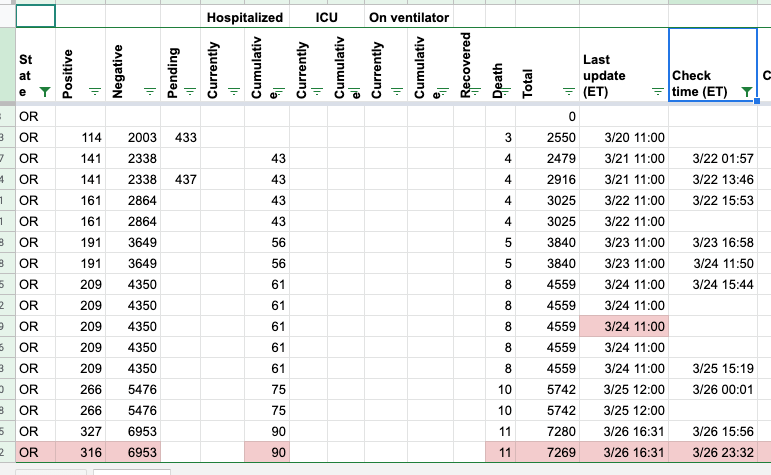 Hospitalized ICU On ventilator
St
at
e Positive Negative Pending Currently Cumulativ
e Currently Cumulativ
e Currently Cumulativ
e Recovered Death Total Last
update
(ET) Check
time (ET) C
OR 0
OR 114 2003 433 3 2550 3/20 11:00
OR 141 2338 43 4 2479 3/21 11:00 3/22 01:57
OR 141 2338 437 43 4 2916 3/21 11:00 3/22 13:46
OR 161 2864 43 4 3025 3/22 11:00 3/22 15:53
OR 161 2864 43 4 3025 3/22 11:00
OR 191 3649 56 5 3840 3/23 11:00 3/23 16:58
OR 191 3649 56 5 3840 3/23 11:00 3/24 11:50
OR 209 4350 61 8 4559 3/24 11:00 3/24 15:44
OR 209 4350 61 8 4559 3/24 11:00
OR 209 4350 61 8 4559 3/24 11:00
OR 209 4350 61 8 4559 3/24 11:00
OR 209 4350 61 8 4559 3/24 11:00 3/25 15:19
OR 266 5476 75 10 5742 3/25 12:00 3/26 00:01
OR 266 5476 75 10 5742 3/25 12:00
OR 327 6953 90 11 7280 3/26 16:31 3/26 15:56
OR 316 6953 90 11 7269 3/26 16:31 3/26 23:32